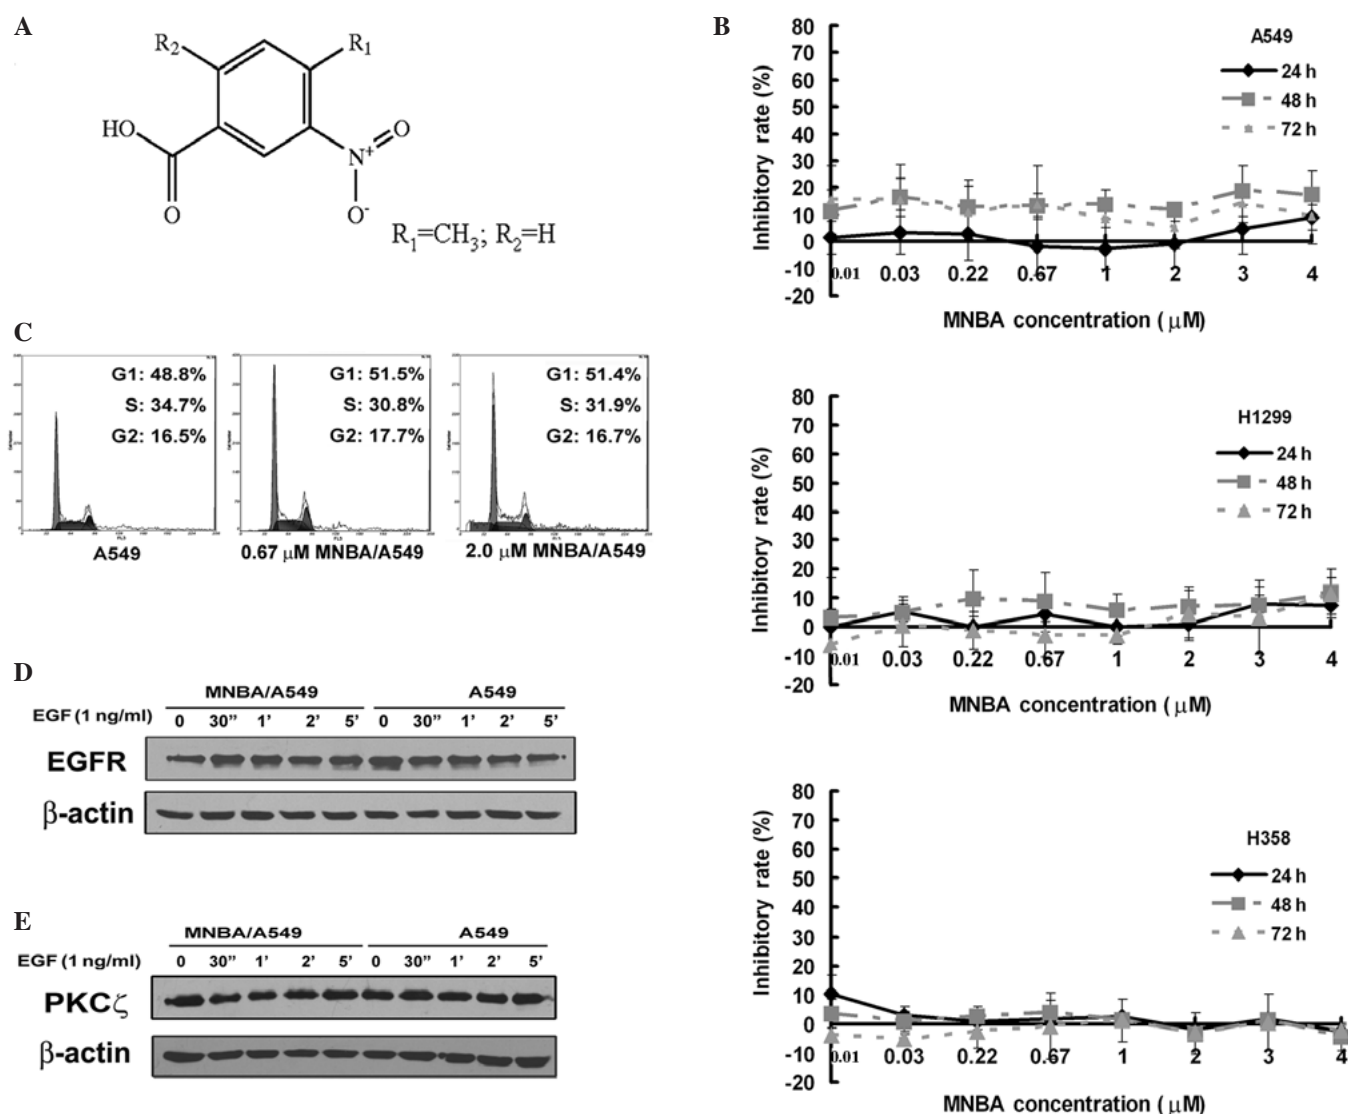 A
R2
R1
HO
O
N+
O
O-
R1=CH3; R2=H
B
A549
24 h
48 h
72 h
Inhibitory rate (%)
80
70
60
50
40
30
20
10
0
-10
-20
0.01 0.03 0.22 0.67 1 2 3 4
MNBA concentration (μM)
H1299
24 h
48 h
72 h
Inhibitory rate (%)
80
70
60
50
40
30
20
10
0
-10
-20
0.01 0.03 0.22 0.67 1 2 3 4
MNBA concentration (μM)
H358
24 h
48 h
72 h
Inhibitory rate (%)
80
70
60
50
40
30
20
10
0
-10
-20
0.01 0.03 0.22 0.67 1 2 3 4
MNBA concentration (μM)
C
G1: 48.8%
S: 34.7%
G2: 16.5%
A549
G1: 51.5%
S: 30.8%
G2: 17.7%
0.67 μM MNBA/A549
G1: 51.4%
S: 31.9%
G2: 16.7%
2.0 μM MNBA/A549
D
MNBA/A549 A549
EGF (1 ng/ml) 0 30” 1’ 2’ 5’ 0 30” 1’ 2’ 5’
EGFR
β-actin
E
MNBA/A549 A549
EGF (1 ng/ml) 0 30” 1’ 2’ 5’ 0 30” 1’ 2’ 5’
PKCζ
β-actin